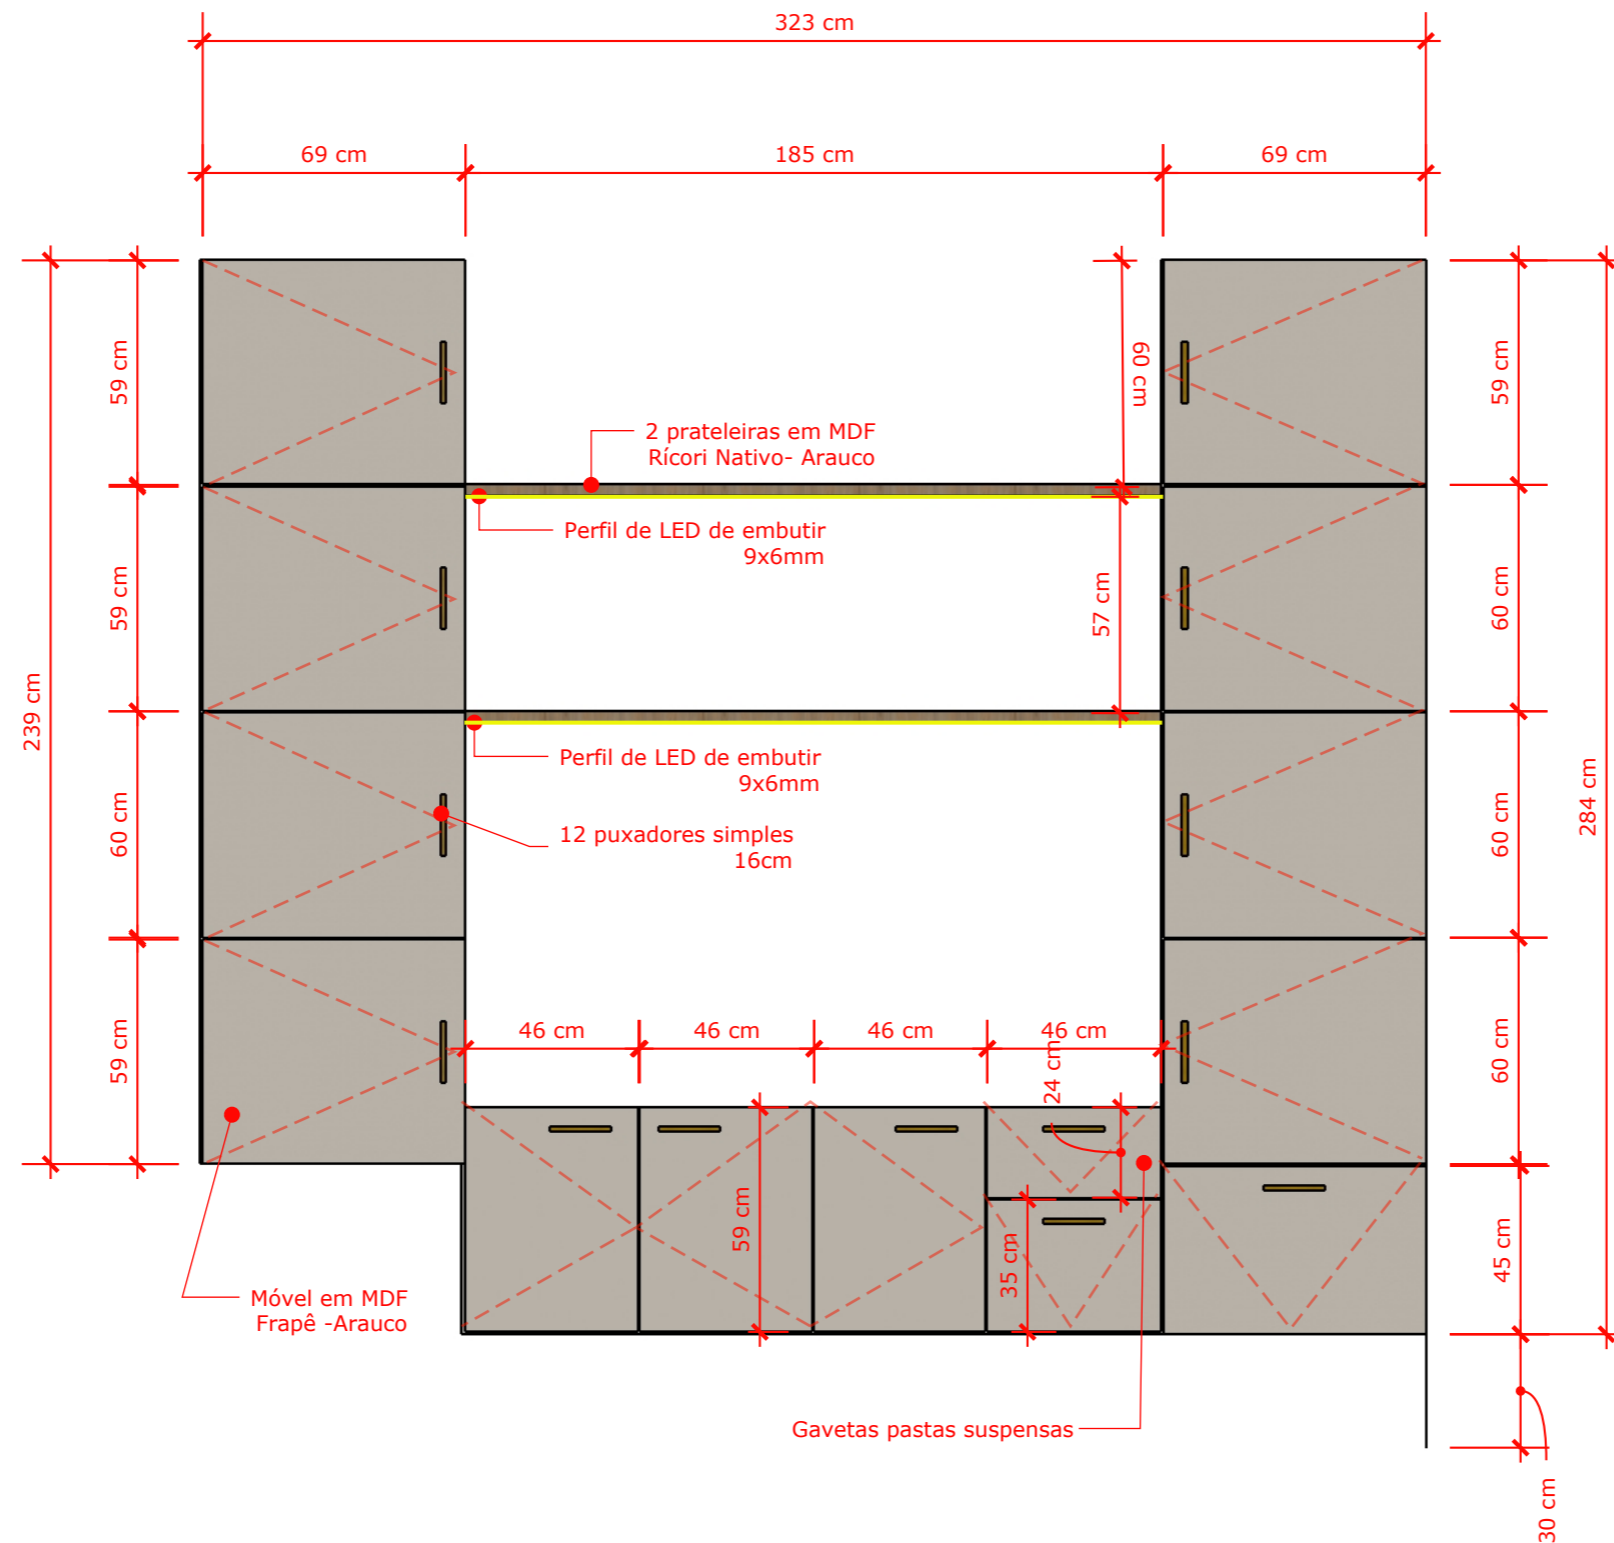 323 cm
69 cm
185 cm
69 cm
59 cm
60 cm
59 cm
2 prateleiras em MDF
Rícori Nativo- Arauco
Perfil de LED de embutir
9x6mm
59 cm
57 cm
60 cm
239 cm
Perfil de LED de embutir
9x6mm
284 cm
60 cm
12 puxadores simples
16cm
60 cm
46 cm
46 cm
46 cm
46 cm
59 cm
24 cm
60 cm
59 cm
35 cm
45 cm
Móvel em MDF
Frapê -Arauco
Gavetas pastas suspensas
30 cm